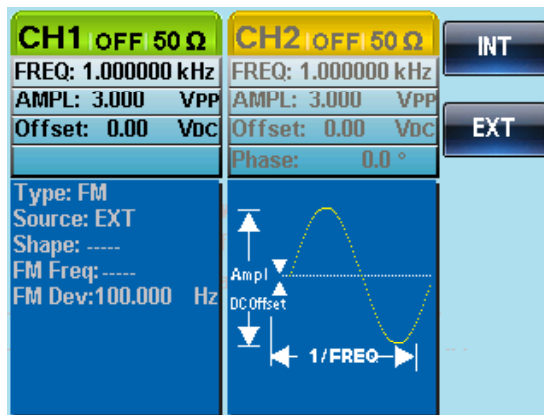 CH1 OFF 50 Ω
FREQ: 1.000000 kHz
AMPL: 3.000 VPP
Offset: 0.00 VDC
CH2 OFF 50 Ω
FREQ: 1.000000 kHz
AMPL: 3.000 VPP
Offset: 0.00 VDC
Phase: 0.0 °
INT
EXT
Type: FM
Source: EXT
Shape: -----
FM Freq:-----
FM Dev:100.000 Hz
Ampl
DC Offset
1/FREQ